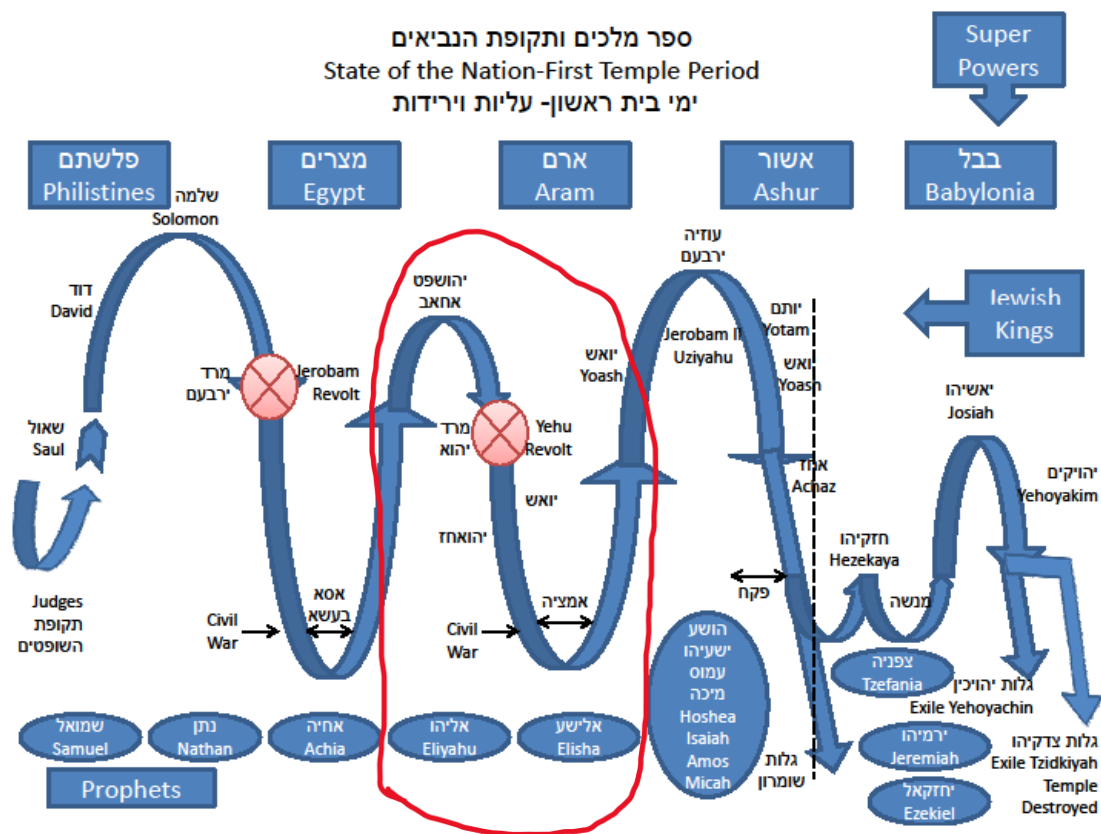 ספר מלכים ותקופת הנביאים
State of the Nation-First Temple Period
ימי בית ראשון- עליות וירידות
Super
Powers
פלשתם
Philistines
מצרים
Egypt
ארם
Aram
אשור
Ashur
בבל
Babylonia
שלמה
Solomon
דוד
David
שאול
Saul
Judges
תקופת
השופטים
מרד
ירבעם
Jerobam
Revolt
Civil
War
אסא
בעשא
יהושפט
אחאב
מרד
יהוא
Yehu
Revolt
יואש
יהואחז
Civil
War
אמציה
יואש
Yoash
עוזיה
ירבעם
Jerobam II
Uziyahu
יותם
Yotam
ואש
Yoash
אחד
Achaz
פקח
Jewish
Kings
חזקיהו
Hezekaya
מנשה
יאשיהו
Josiah
יהויקים
Yehoyakim
שמואל
Samuel
נתן
Nathan
אחיה
Achia
אליהו
Eliyahu
אלישע
Elisha
הושע
ישעיהו
עמוס
מיכה
Hoshea
Isaiah
Amos
Micah
גלות
שומרון
צפניה
Tzefania
גלות יהויכין
Exile Yehoyachin
ירמיהו
Jeremiah
יחזקאל
Ezekiel
גלות צדקיהו
Exile Tzidkiyah
Temple
Destroyed
Prophets